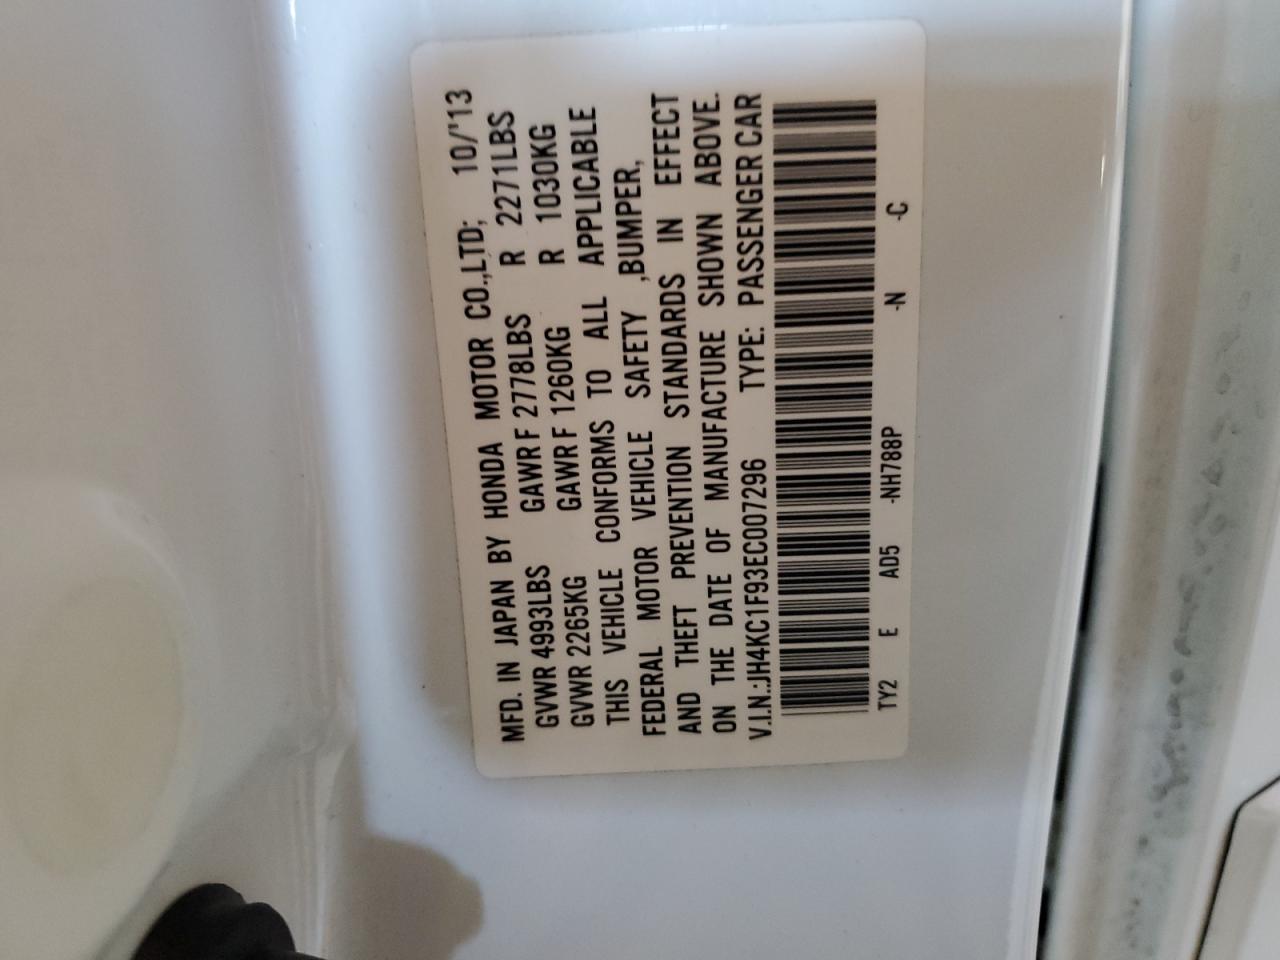 MFD. IN JAPAN BY HONDA MOTOR CO.,LTD; 10/'13
GVWR 4993LBS GAWR F 2778LBS R 2271LBS
GVWR 2265KG GAWR F 1260KG R 1030KG
THIS VEHICLE CONFORMS TO ALL APPLICABLE
FEDERAL MOTOR VEHICLE SAFETY ,BUMPER,
AND THEFT PREVENTION STANDARDS IN EFFECT
ON THE DATE OF MANUFACTURE SHOWN ABOVE.
V.I.N.:JH4KC1F93EC007296 TYPE: PASSENGER CAR
TY2 E AD5 -NH788P -N -C